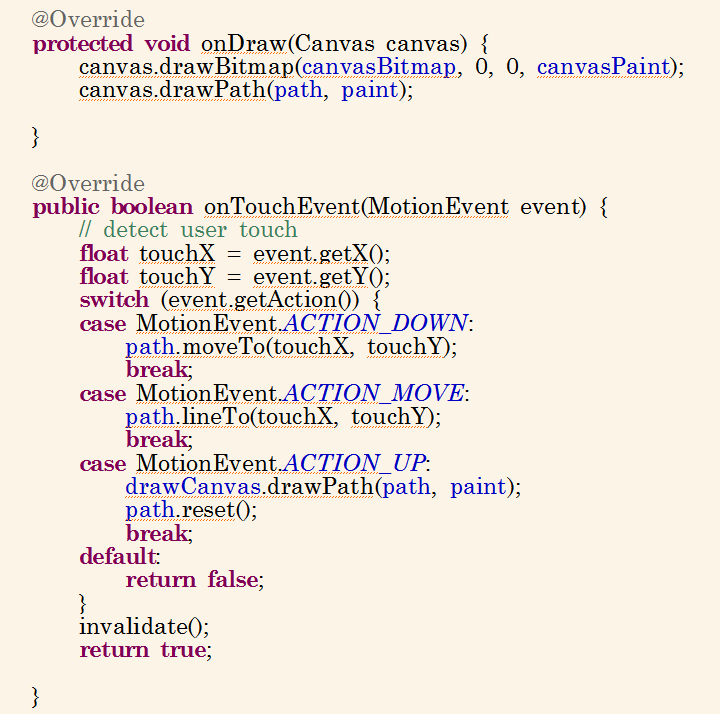 @Override
protected void onDraw(Canvas canvas) {
    canvas.drawBitmap(canvasBitmap, 0, 0, canvasPaint);
    canvas.drawPath(path, paint);

}

@Override
public boolean onTouchEvent(MotionEvent event) {
    // detect user touch
    float touchX = event.getX();
    float touchY = event.getY();
    switch (event.getAction()) {
    case MotionEvent.ACTION_DOWN:
        path.moveTo(touchX, touchY);
        break;
    case MotionEvent.ACTION_MOVE:
        path.lineTo(touchX, touchY);
        break;
    case MotionEvent.ACTION_UP:
        drawCanvas.drawPath(path, paint);
        path.reset();
        break;
    default:
        return false;
    }
    invalidate();
    return true;

}